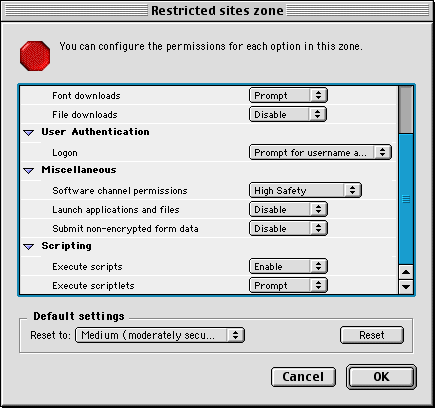 Restricted sites zone
You can configure the permissions for each option in this zone.
Font downloads Prompt
File downloads Disable
User Authentication
Logon Prompt for username a...
Miscellaneous
Software channel permissions High Safety
Launch applications and files Disable
Submit non-encrypted form data Disable
Scripting
Execute scripts Enable
Execute scriptlets Prompt
Default settings
Reset to: Medium (moderately secu... Reset
Cancel OK